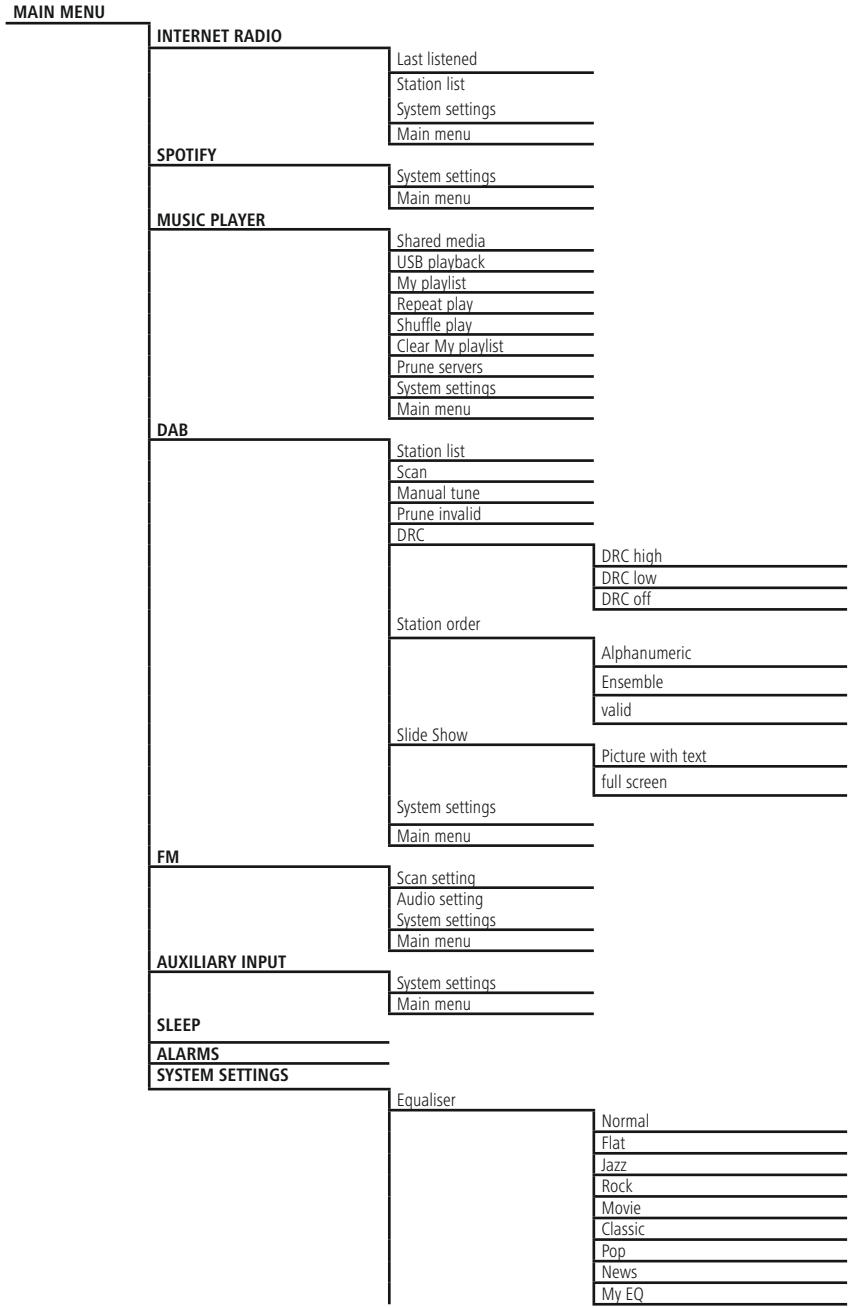 MAIN MENU
INTERNET RADIO
Last listened
Station list
System settings
Main menu
SPOTIFY
System settings
Main menu
MUSIC PLAYER
Shared media
USB playback
My playlist
Repeat play
Shuffle play
Clear My playlist
Prune servers
System settings
Main menu
DAB
Station list
Scan
Manual tune
Prune invalid
DRC
DRC high
DRC low
DRC off
Station order
Alphanumeric
Ensemble
valid
Slide Show
Picture with text
full screen
System settings
Main menu
FM
Scan setting
Audio setting
System settings
Main menu
AUXILIARY INPUT
System settings
Main menu
SLEEP
ALARMS
SYSTEM SETTINGS
Equaliser
Normal
Flat
Jazz
Rock
Movie
Classic
Pop
News
My EQ